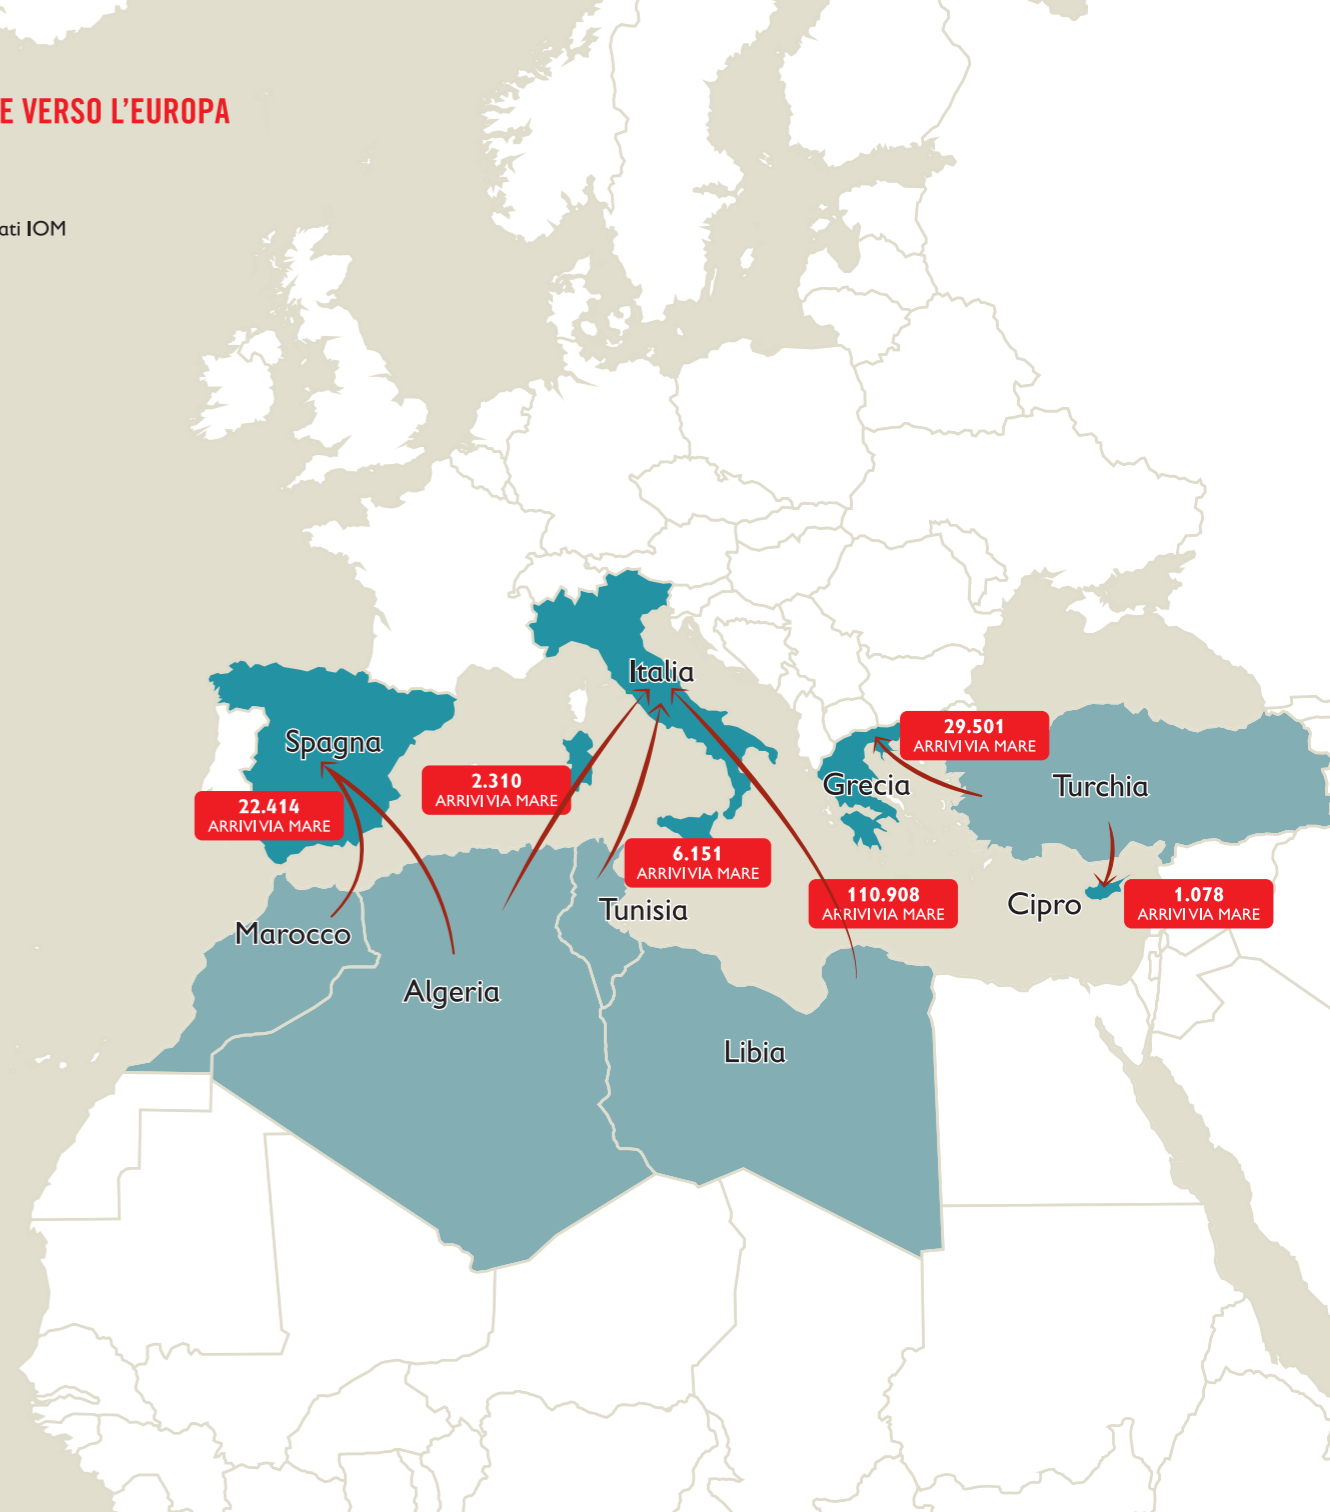 E VERSO L'EUROPA
ati IOM
Italia
Spagna
29.501
ARRIVI VIA MARE
Grecia
Turchia
2.310
ARRIVI VIA MARE
22.414
ARRIVI VIA MARE
6.151
ARRIVI VIA MARE
110.908
ARRIVI VIA MARE
Cipro
1.078
ARRIVI VIA MARE
Tunisia
Marocco
Algeria
Libia